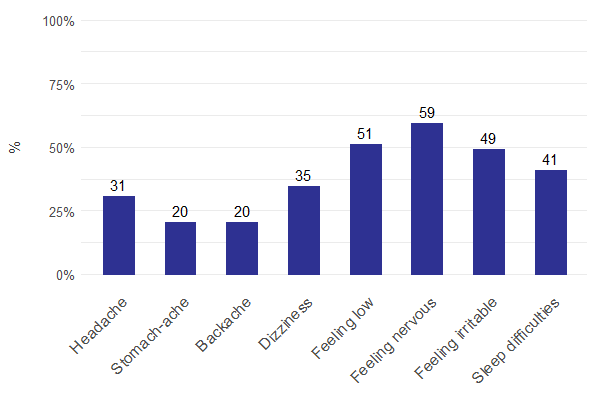 100%
75%
50%
25%
0%
%
31
20
20
35
51
59
49
41
Headache
Stomach-ache
Backache
Dizziness
Feeling low
Feeling nervous
Feeling irritable
Sleep difficulties